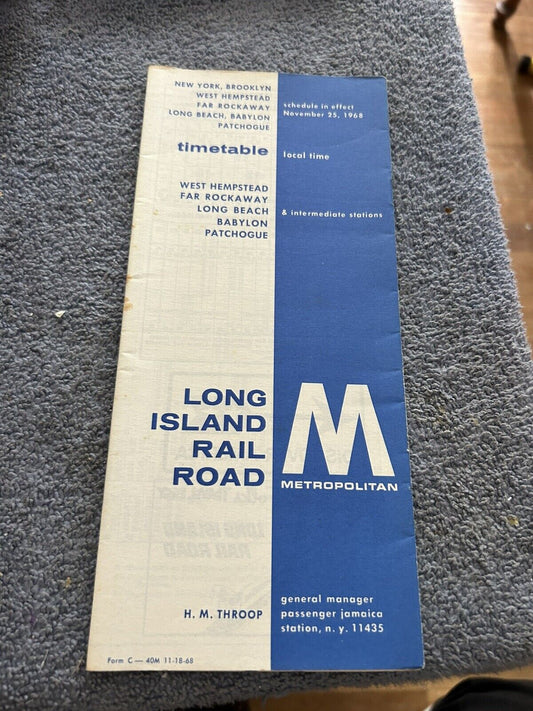 NEW YORK, BROOKLYN
WEST HEMPSTEAD
FAR ROCKAWAY
LONG BEACH, BABYLON
PATCHOGUE
schedule in effect
November 25, 1968
timetable
local time
WEST HEMPSTEAD
FAR ROCKAWAY
LONG BEACH
BABYLON
PATCHOGUE
& intermediate stations
LONG
ISLAND
RAIL
ROAD
M
METROPOLITAN
H. M. THROOP
general manager
passenger jamaica
station, n. y. 11435
Form C — 40M 11-18-68